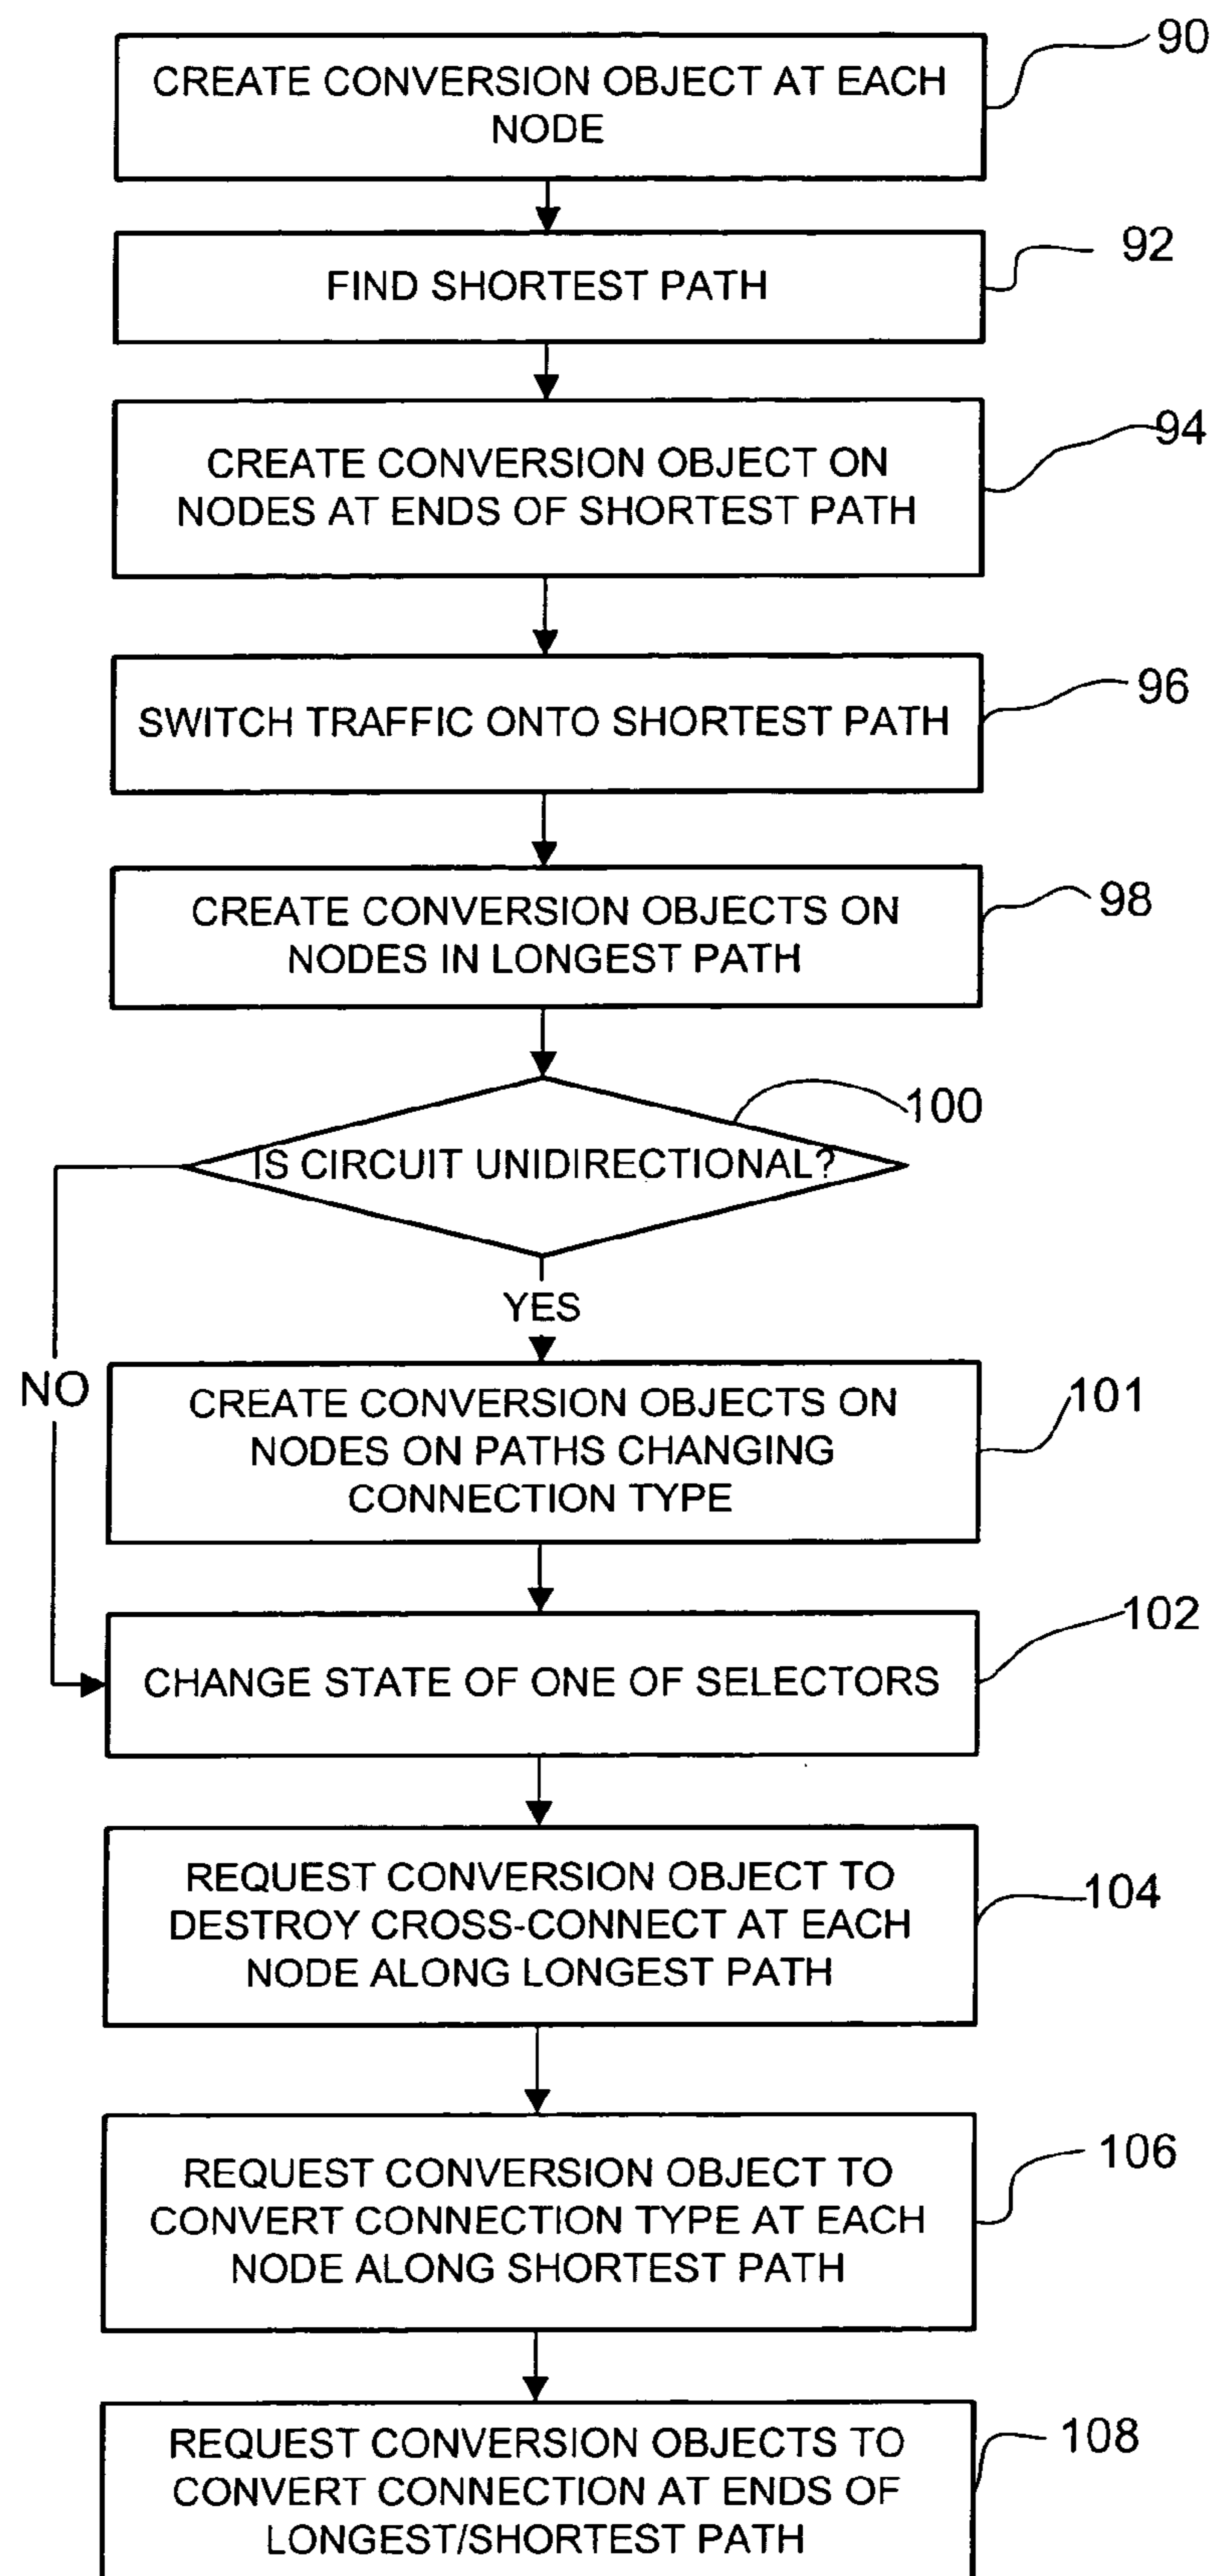 90
CREATE CONVERSION OBJECT AT EACH
NODE
92
FIND SHORTEST PATH
94
CREATE CONVERSION OBJECT ON
NODES AT ENDS OF SHORTEST PATH
96
SWITCH TRAFFIC ONTO SHORTEST PATH
98
CREATE CONVERSION OBJECTS ON
NODES IN LONGEST PATH
100
IS CIRCUIT UNIDIRECTIONAL?
YES
NO
101
CREATE CONVERSION OBJECTS ON
NODES ON PATHS CHANGING
CONNECTION TYPE
102
CHANGE STATE OF ONE OF SELECTORS
104
REQUEST CONVERSION OBJECT TO
DESTROY CROSS-CONNECT AT EACH
NODE ALONG LONGEST PATH
106
REQUEST CONVERSION OBJECT TO
CONVERT CONNECTION TYPE AT EACH
NODE ALONG SHORTEST PATH
108
REQUEST CONVERSION OBJECTS TO
CONVERT CONNECTION AT ENDS OF
LONGEST/SHORTEST PATH